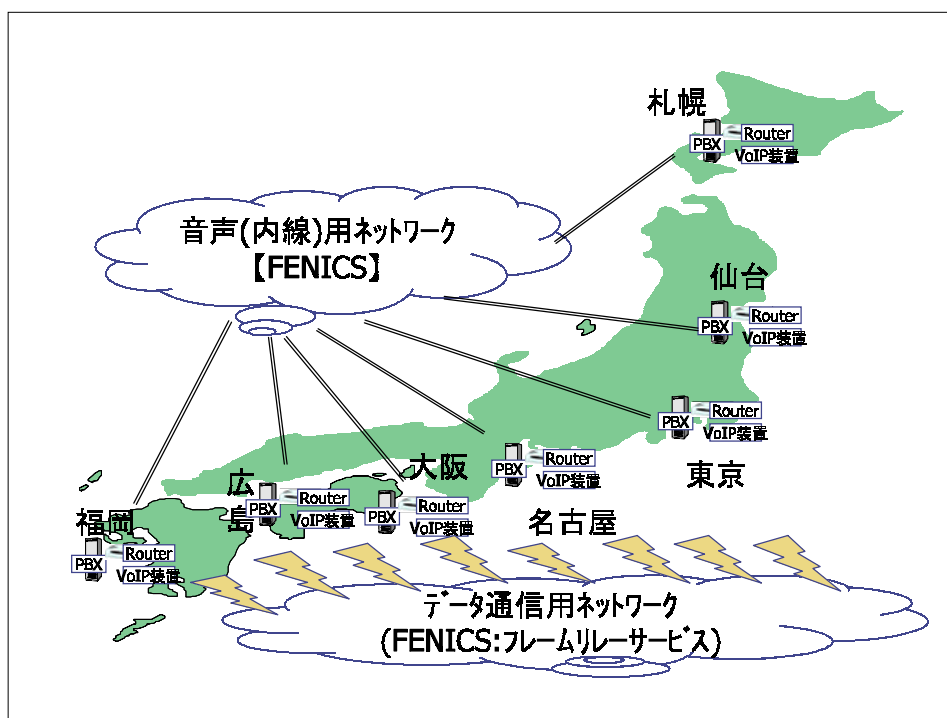 札幌
PBX
Router
VoIP装置
音声(内線)用ネットワーク
【FENICS】
仙台
PBX
Router
VoIP装置
PBX
Router
VoIP装置
東京
大阪
PBX
Router
VoIP装置
名古屋
広島
PBX
Router
VoIP装置
PBX
Router
VoIP装置
福岡
PBX
Router
VoIP装置
データ通信用ネットワーク
(FENICS:フレームリレーサービス)